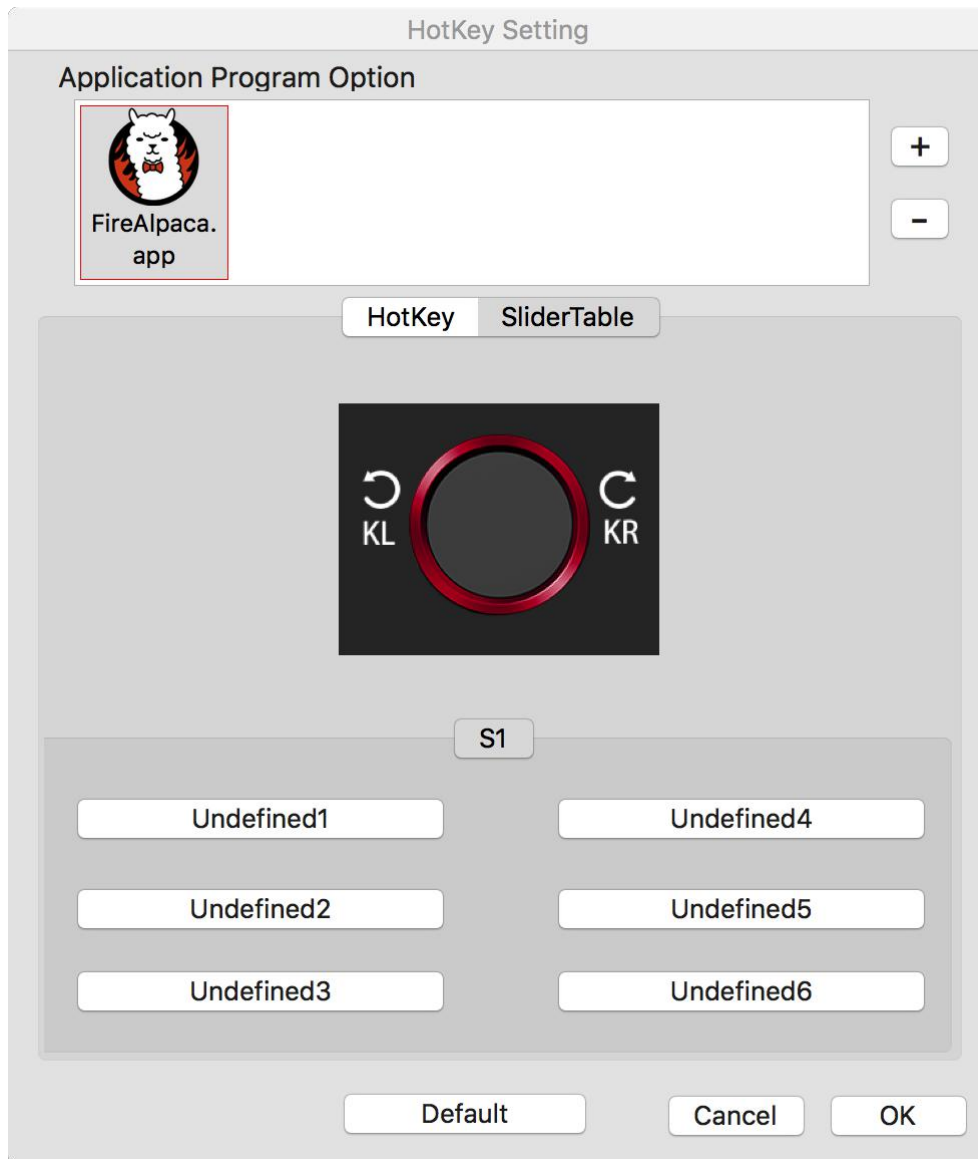 HotKey Setting
Application Program Option
+
FireAlpaca.
app
-
HotKey SliderTable
KL KR
S1
Undefined1 Undefined4
Undefined2 Undefined5
Undefined3 Undefined6
Default Cancel OK